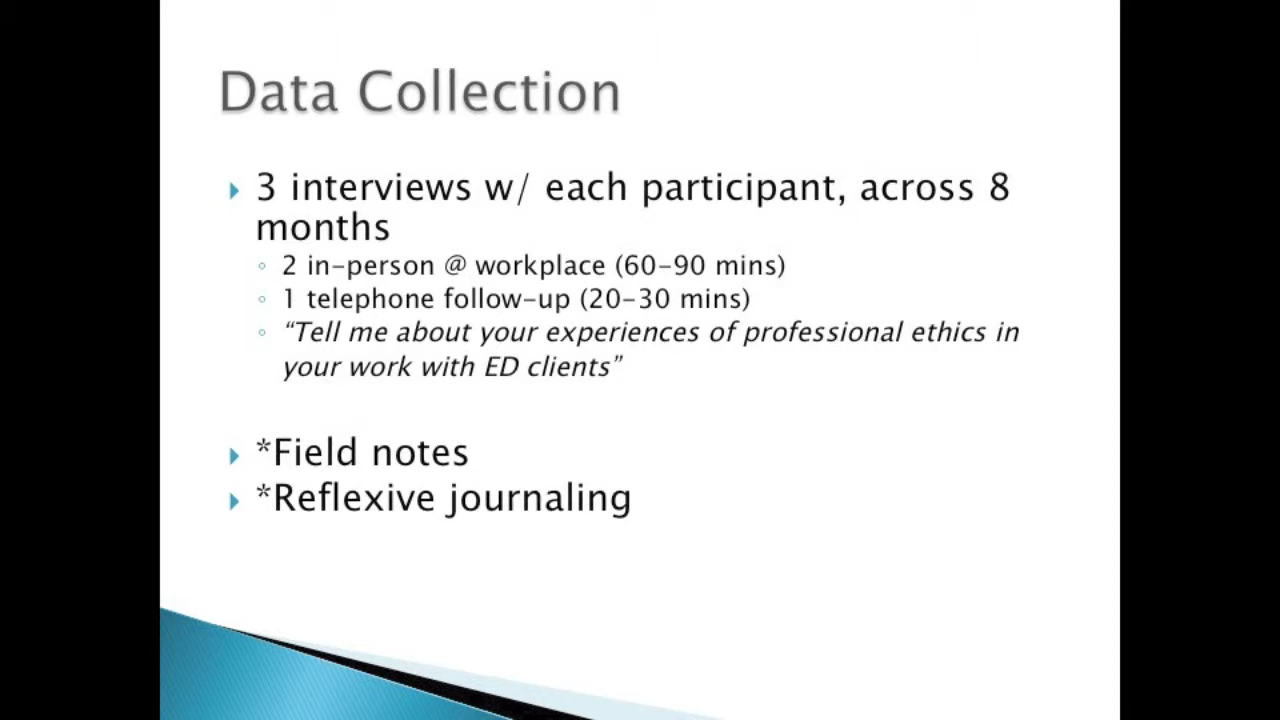 Data Collection
3 interviews w/ each participant, across 8
months
2 in-person @ workplace (60-90 mins)
1 telephone follow-up (20-30 mins)
“Tell me about your experiences of professional ethics in
your work with ED clients”
*Field notes
*Reflexive journaling